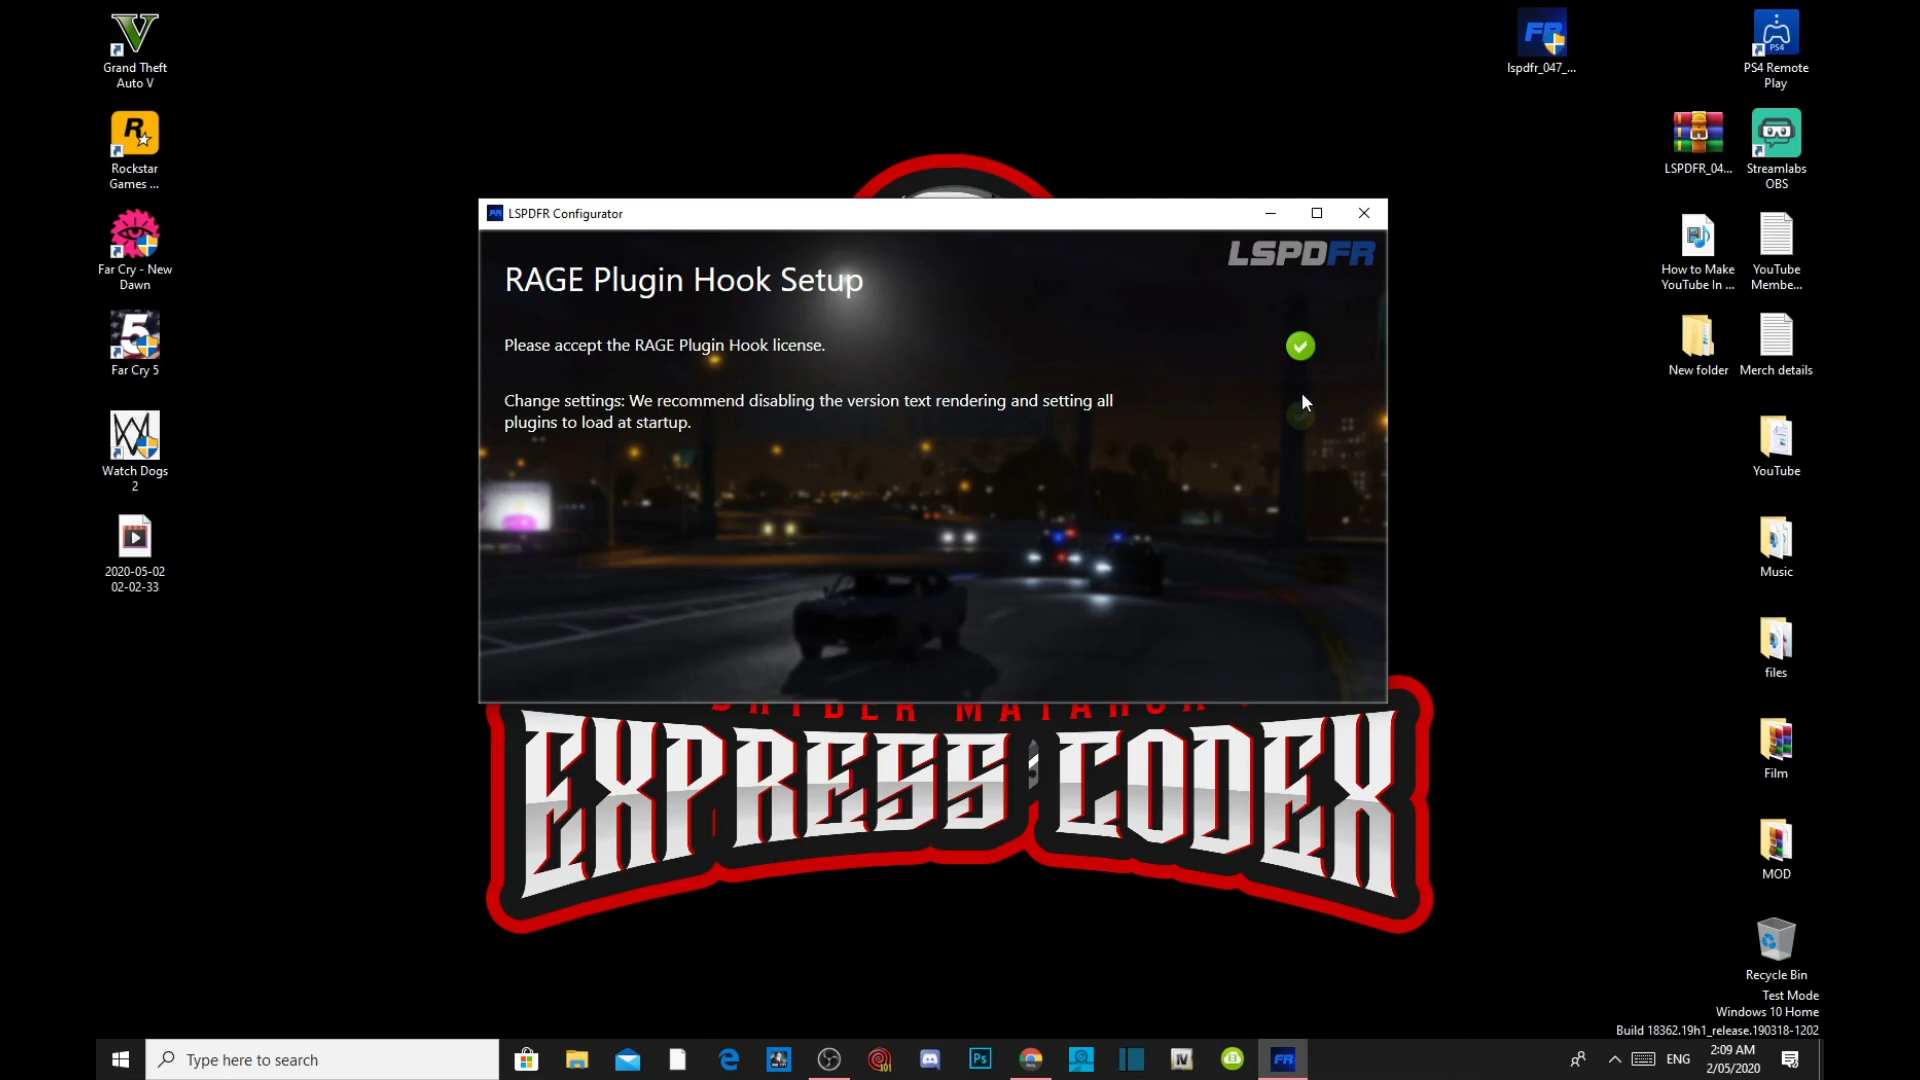 Grand Theft
Auto V
Rockstar
Games ...
Far Cry - New
Dawn
Far Cry 5
Watch Dogs
2
2020-05-02
02-02-33
lspdfr_047_...
PS4
PS4 Remote
Play
LSPDFR_04...
Streamlabs
OBS
How to Make
YouTube In ...
YouTube
Membe...
New folder
Merch details
YouTube
Music
files
Film
MOD
Recycle Bin
LSPDFR Configurator
LSPDFR
RAGE Plugin Hook Setup
Please accept the RAGE Plugin Hook license.
Change settings: We recommend disabling the version text rendering and setting all
plugins to load at startup.
EXPRESS CODEX
Test Mode
Windows 10 Home
Build 18362.19h1_release.190318-1202
Type here to search
Ps
IV
FR
ENG
2:09 AM
2/05/2020